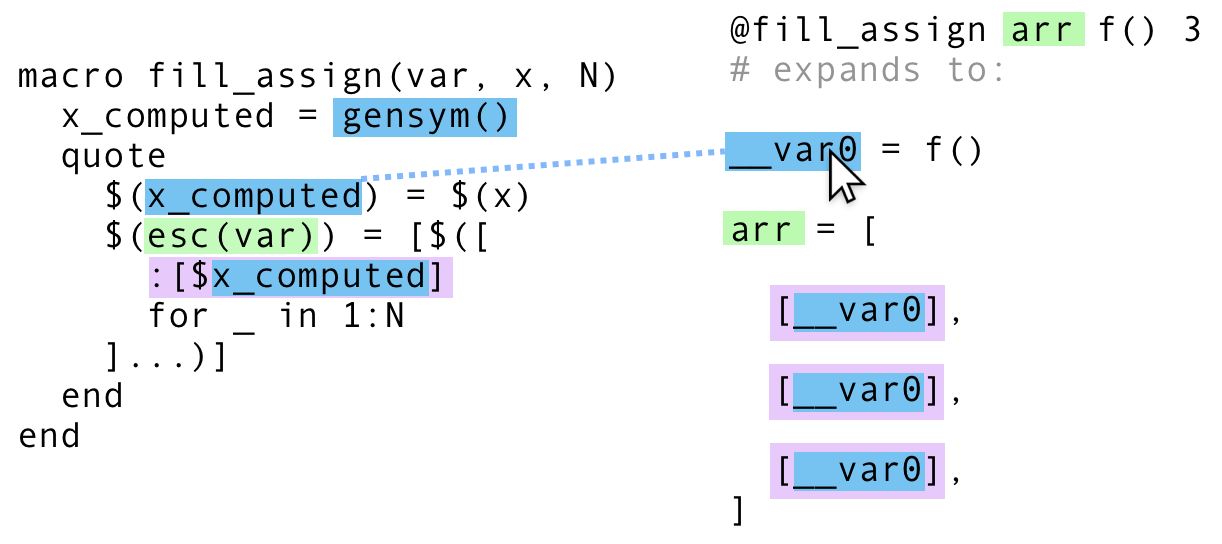 macro fill_assign(var, x, N)
  x_computed = gensym()
  quote
    $(x_computed) = $(x)
    $(esc(var)) = [$([
      :[$x_computed]
      for _ in 1:N
    ]...)]
  end
end
@fill_assign arr f() 3
# expands to:
__var0 = f()
arr = [
  [__var0],
  [__var0],
  [__var0],
]